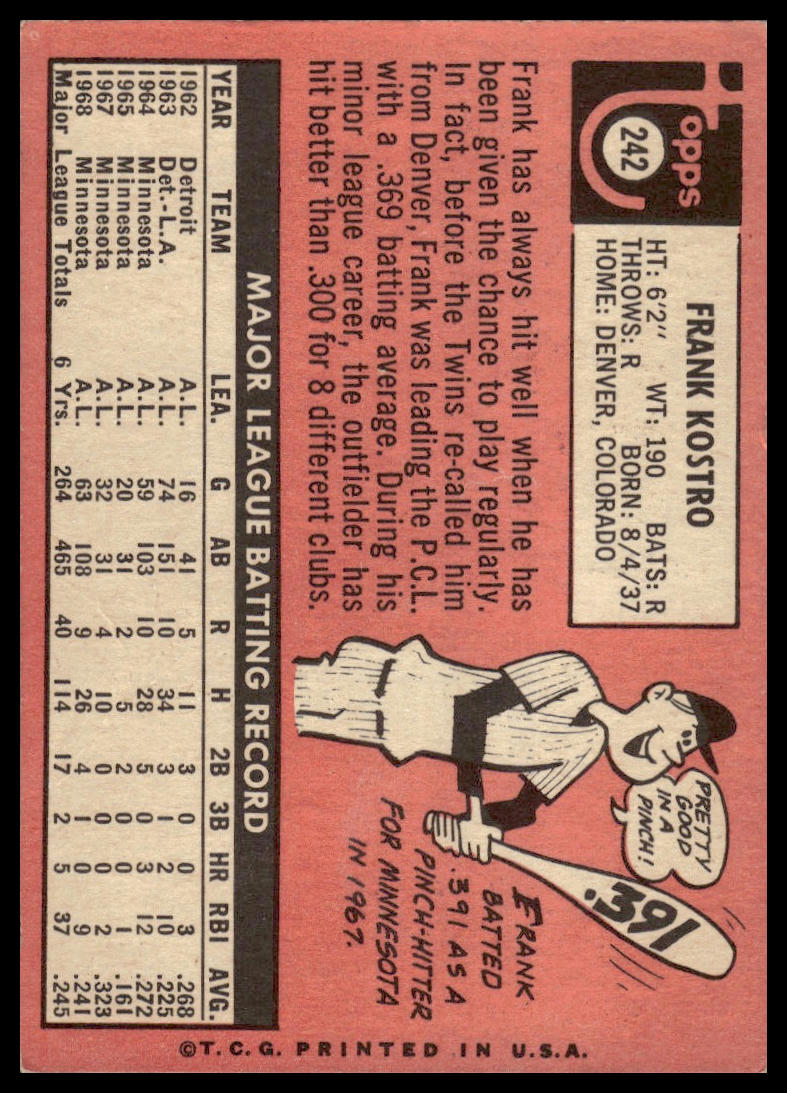 Topps
242
FRANK KOSTRO
HT: 6'2" WT: 190 BATS: R
THROWS: R BORN: 8/4/37
HOME: DENVER, COLORADO
Frank has always hit well when he has
been given the chance to play regularly.
In fact, before the Twins re-called him
from Denver, Frank was leading the P.C.L.
with a .369 batting average. During his
minor league career, the outfielder has
hit better than .300 for 8 different clubs.
PRETTY
GOOD
IN A
PINCH!
.391
FRANK
BATTED
.391 AS A
PINCH-HITTER
FOR MINNESOTA
IN 1967.
MAJOR LEAGUE BATTING RECORD
YEAR TEAM LEA. G AB R H 2B 3B HR RBI AVG.
1962 Detroit A.L. 16 41 5 11 3 0 0 3 .268
1963 Det.-L.A. A.L. 74 151 10 34 3 1 2 10 .225
1964 Minnesota A.L. 59 103 10 28 5 0 3 12 .272
1965 Minnesota A.L. 20 31 2 5 2 0 0 1 .161
1967 Minnesota A.L. 32 31 4 10 0 0 0 2 .323
1968 Minnesota A.L. 63 108 9 26 4 1 0 9 .241
Major League Totals 6 Yrs. 264 465 40 114 17 2 5 37 .245
©T.C.G. PRINTED IN U.S.A.